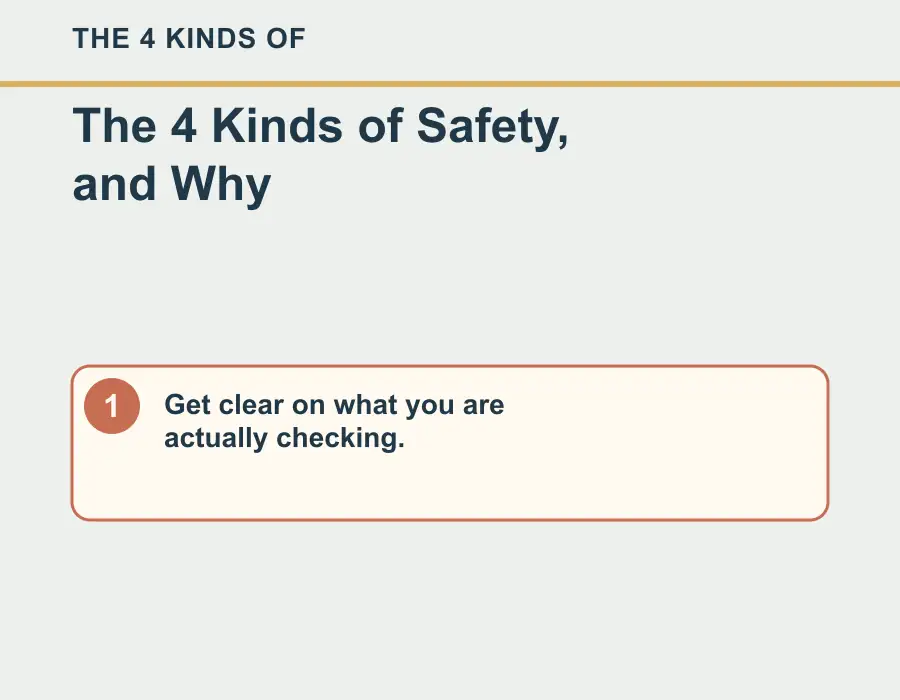 THE 4 KINDS OF
The 4 Kinds of Safety,
and Why
1
Get clear on what you are
actually checking.